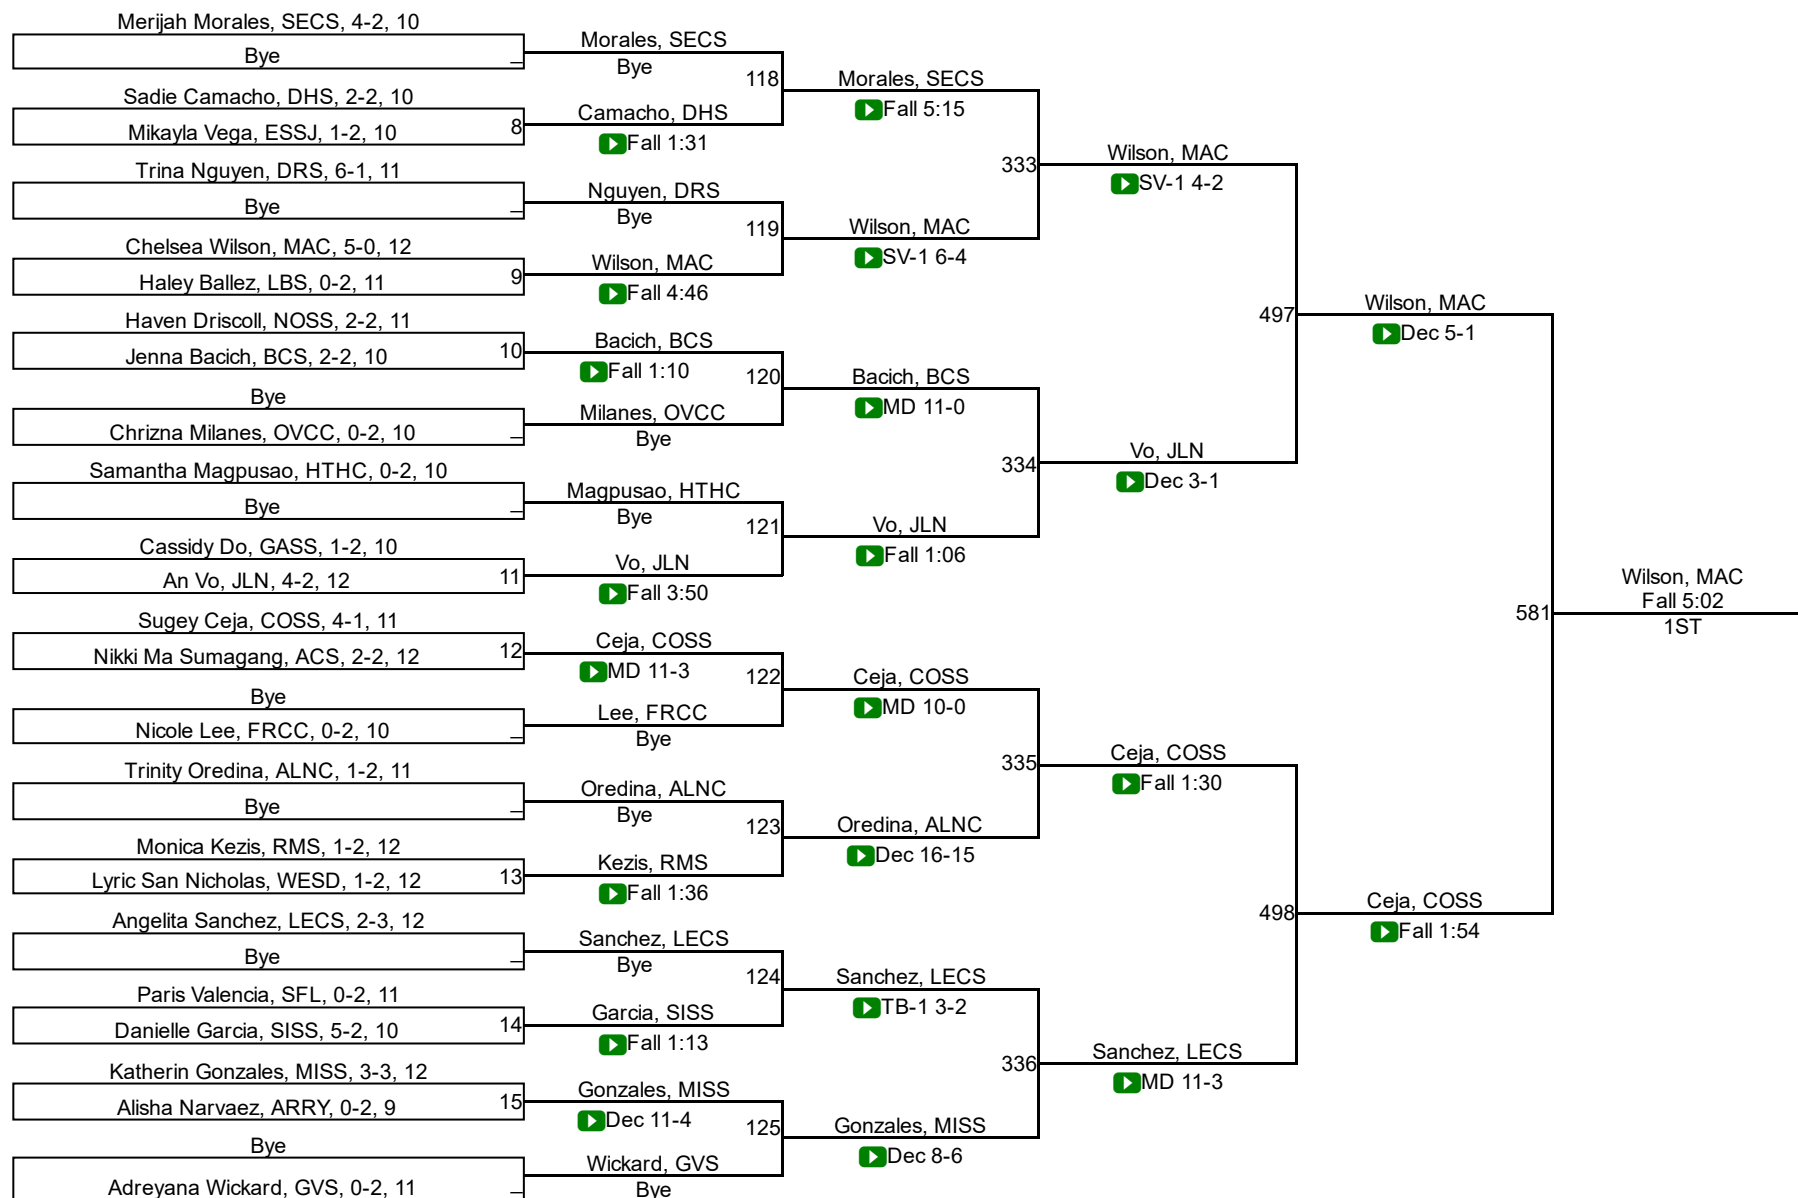 Merijah Morales, SECS, 4-2, 10
Bye
Sadie Camacho, DHS, 2-2, 10
Mikayla Vega, ESSJ, 1-2, 10
8
Trina Nguyen, DRS, 6-1, 11
Bye
Chelsea Wilson, MAC, 5-0, 12
Haley Ballez, LBS, 0-2, 11
9
Haven Driscoll, NOSS, 2-2, 11
Jenna Bacich, BCS, 2-2, 10
10
Bye
Chrizna Milanes, OVCC, 0-2, 10
Samantha Magpusao, HTHC, 0-2, 10
Bye
Cassidy Do, GASS, 1-2, 10
An Vo, JLN, 4-2, 12
11
Sugey Ceja, COSS, 4-1, 11
Nikki Ma Sumagang, ACS, 2-2, 12
12
Bye
Nicole Lee, FRCC, 0-2, 10
Trinity Oredina, ALNC, 1-2, 11
Bye
Monica Kezis, RMS, 1-2, 12
Lyric San Nicholas, WESD, 1-2, 12
13
Angelita Sanchez, LECS, 2-3, 12
Bye
Paris Valencia, SFL, 0-2, 11
Danielle Garcia, SISS, 5-2, 10
14
Katherin Gonzales, MISS, 3-3, 12
Alisha Narvaez, ARRY, 0-2, 9
15
Bye
Adreyana Wickard, GVS, 0-2, 11
Morales, SECS
Bye
118
Camacho, DHS
Fall 1:31
Nguyen, DRS
Bye
119
Wilson, MAC
Fall 4:46
Bacich, BCS
Fall 1:10
120
Milanes, OVCC
Bye
Magpusao, HTHC
Bye
121
Vo, JLN
Fall 3:50
Ceja, COSS
MD 11-3
122
Lee, FRCC
Bye
Oredina, ALNC
Bye
123
Kezis, RMS
Fall 1:36
Sanchez, LECS
Bye
124
Garcia, SISS
Fall 1:13
Gonzales, MISS
Dec 11-4
125
Wickard, GVS
Bye
Morales, SECS
Fall 5:15
333
Wilson, MAC
SV-1 6-4
Bacich, BCS
MD 11-0
334
Vo, JLN
Fall 1:06
Ceja, COSS
MD 10-0
335
Oredina, ALNC
Dec 16-15
Sanchez, LECS
TB-1 3-2
336
Gonzales, MISS
Dec 8-6
Wilson, MAC
SV-1 4-2
497
Vo, JLN
Dec 3-1
Ceja, COSS
Fall 1:30
498
Sanchez, LECS
MD 11-3
Wilson, MAC
Dec 5-1
581
Ceja, COSS
Fall 1:54
Wilson, MAC
Fall 5:02
1ST